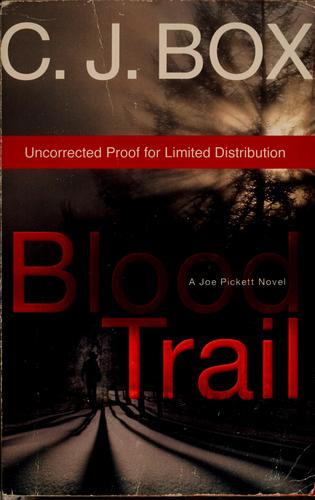 C. J. BOX
Uncorrected Proof for Limited Distribution
Blood
A Joe Pickett Novel
Trail